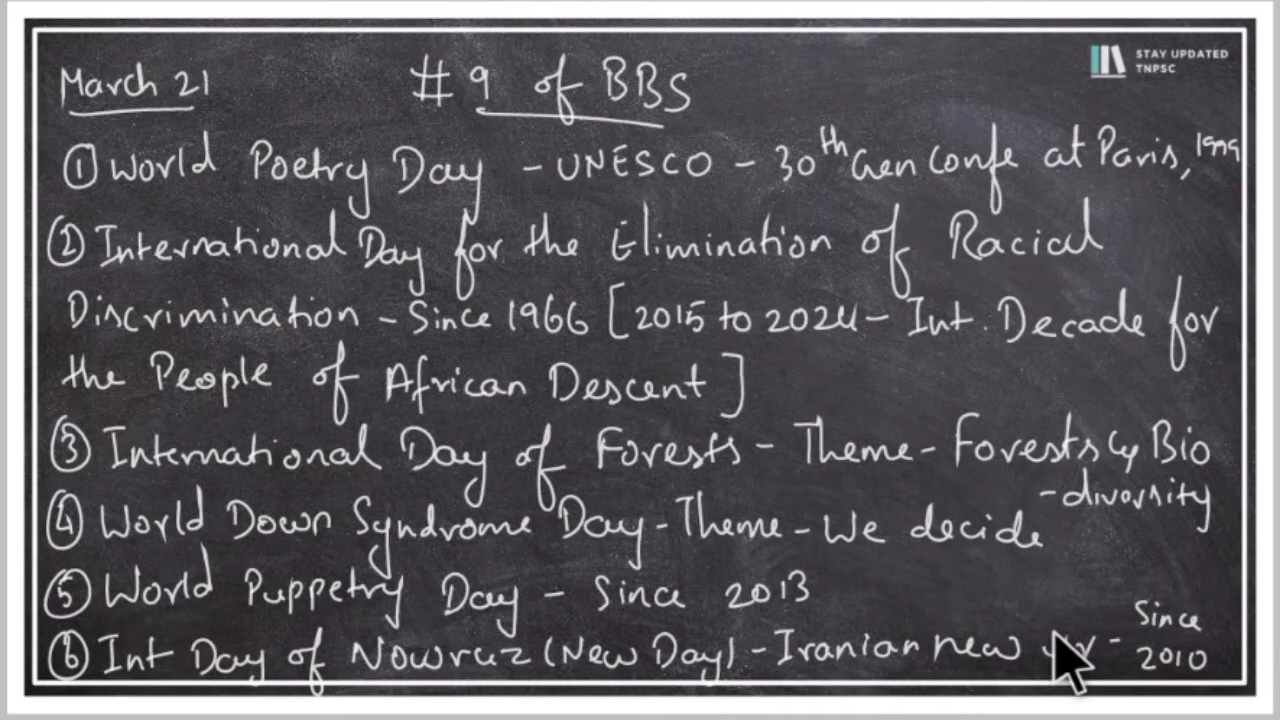 March 21 # 9 of BBS
STAY UPDATED
TNPSC
① World Poetry Day - UNESCO - 30th Gen Confe at Paris, 1999
② International Day for the Elimination of Racial
Discrimination - Since 1966 [2015 to 2024 - Int. Decade for
the People of African Descent]
③ International Day of Forests - Theme - Forests & Bio
-diversity
④ World Down Syndrome Day - Theme - We decide
⑤ World Puppetry Day - Since 2013
⑥ Int Day of Nowruz (New Day) - Iranian new - Since
2010